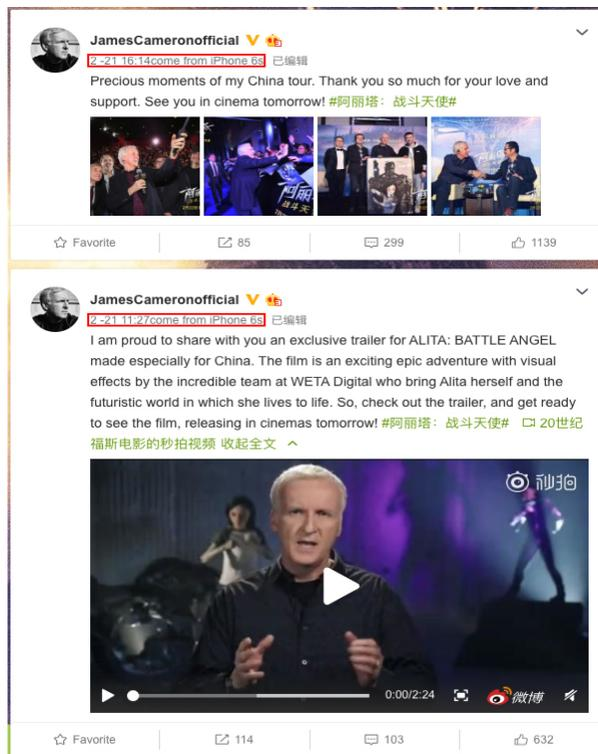 JamesCameronofficial
2 -21 16:14come from iPhone 6s 已编辑
Precious moments of my China tour. Thank you so much for your love and
support. See you in cinema tomorrow! #阿丽塔：战斗天使#
阿丽
战斗天
Favorite 85 299 1139
JamesCameronofficial
2 -21 11:27come from iPhone 6s 已编辑
I am proud to share with you an exclusive trailer for ALITA: BATTLE ANGEL
made especially for China. The film is an exciting epic adventure with visual
effects by the incredible team at WETA Digital who bring Alita herself and the
futuristic world in which she lives to life. So, check out the trailer, and get ready
to see the film, releasing in cinemas tomorrow! #阿丽塔：战斗天使# 20世纪
福斯电影的秒拍视频 收起全文
秒拍
0:00/2:24 微博
Favorite 114 103 632